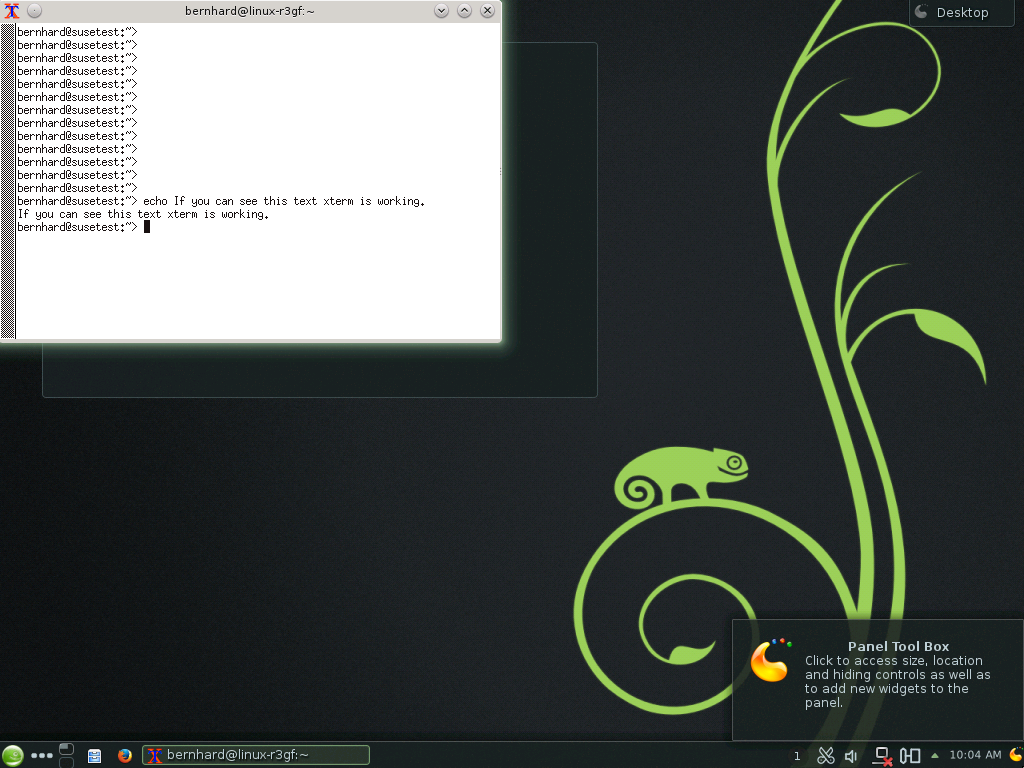 bernhard@linux-r3gf:~
Desktop
bernhard@susetest:~>
bernhard@susetest:~>
bernhard@susetest:~>
bernhard@susetest:~>
bernhard@susetest:~>
bernhard@susetest:~>
bernhard@susetest:~>
bernhard@susetest:~>
bernhard@susetest:~>
bernhard@susetest:~>
bernhard@susetest:~>
bernhard@susetest:~>
bernhard@susetest:~>
bernhard@susetest:~> echo If you can see this text xterm is working.
If you can see this text xterm is working.
bernhard@susetest:~>
Panel Tool Box
Click to access size, location
and hiding controls as well as
to add new widgets to the
panel.
bernhard@linux-r3gf:~
1
10:04 AM